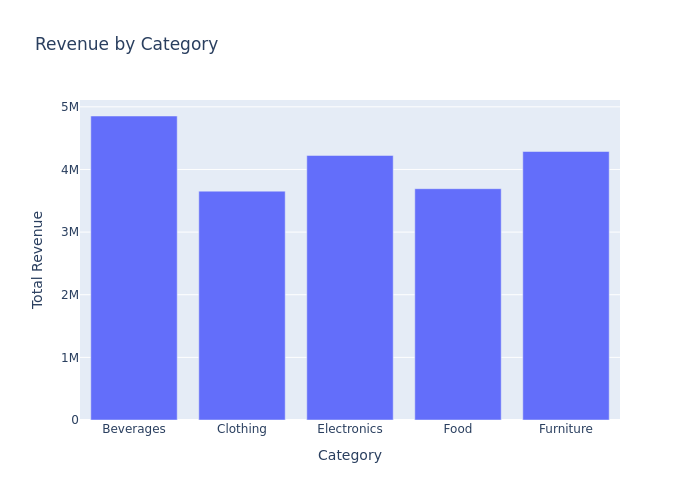 Revenue by Category
5M
4M
3M
2M
1M
0
Total Revenue
Beverages Clothing Electronics Food Furniture
Category